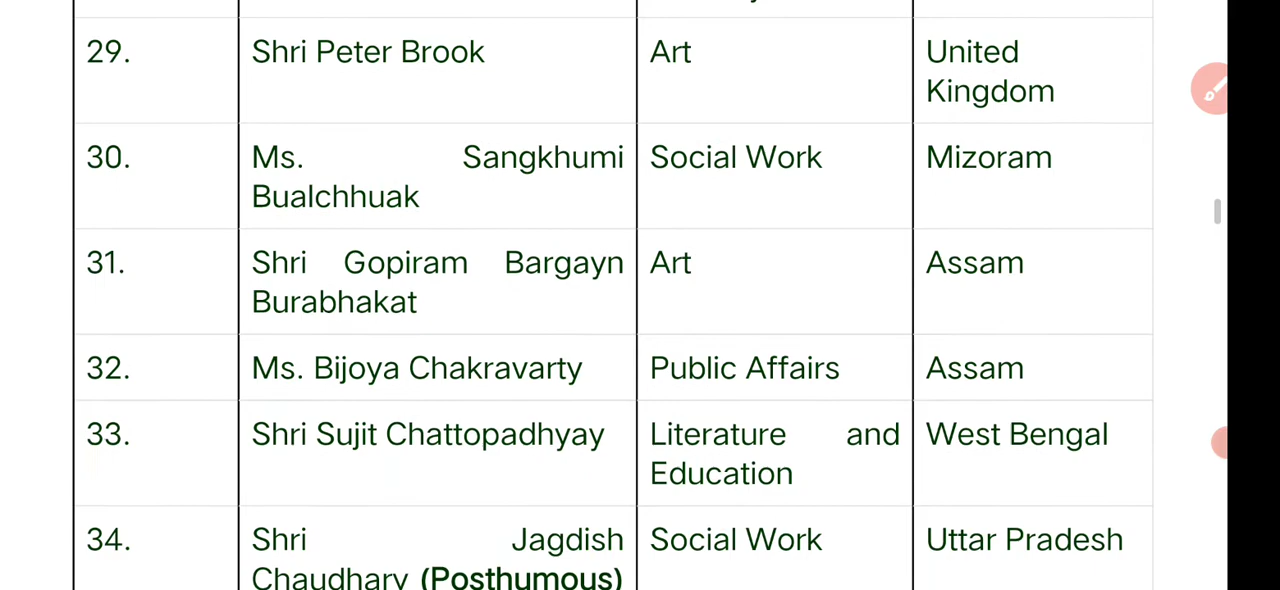 29. Shri Peter Brook Art United
Kingdom
30. Ms. Sangkhumi Social Work Mizoram
Bualchhuak
31. Shri Gopiram Bargayn Art Assam
Burabhakat
32. Ms. Bijoya Chakravarty Public Affairs Assam
33. Shri Sujit Chattopadhyay Literature and West Bengal
Education
34. Shri Jagdish Social Work Uttar Pradesh
Chaudhary (Posthumous)